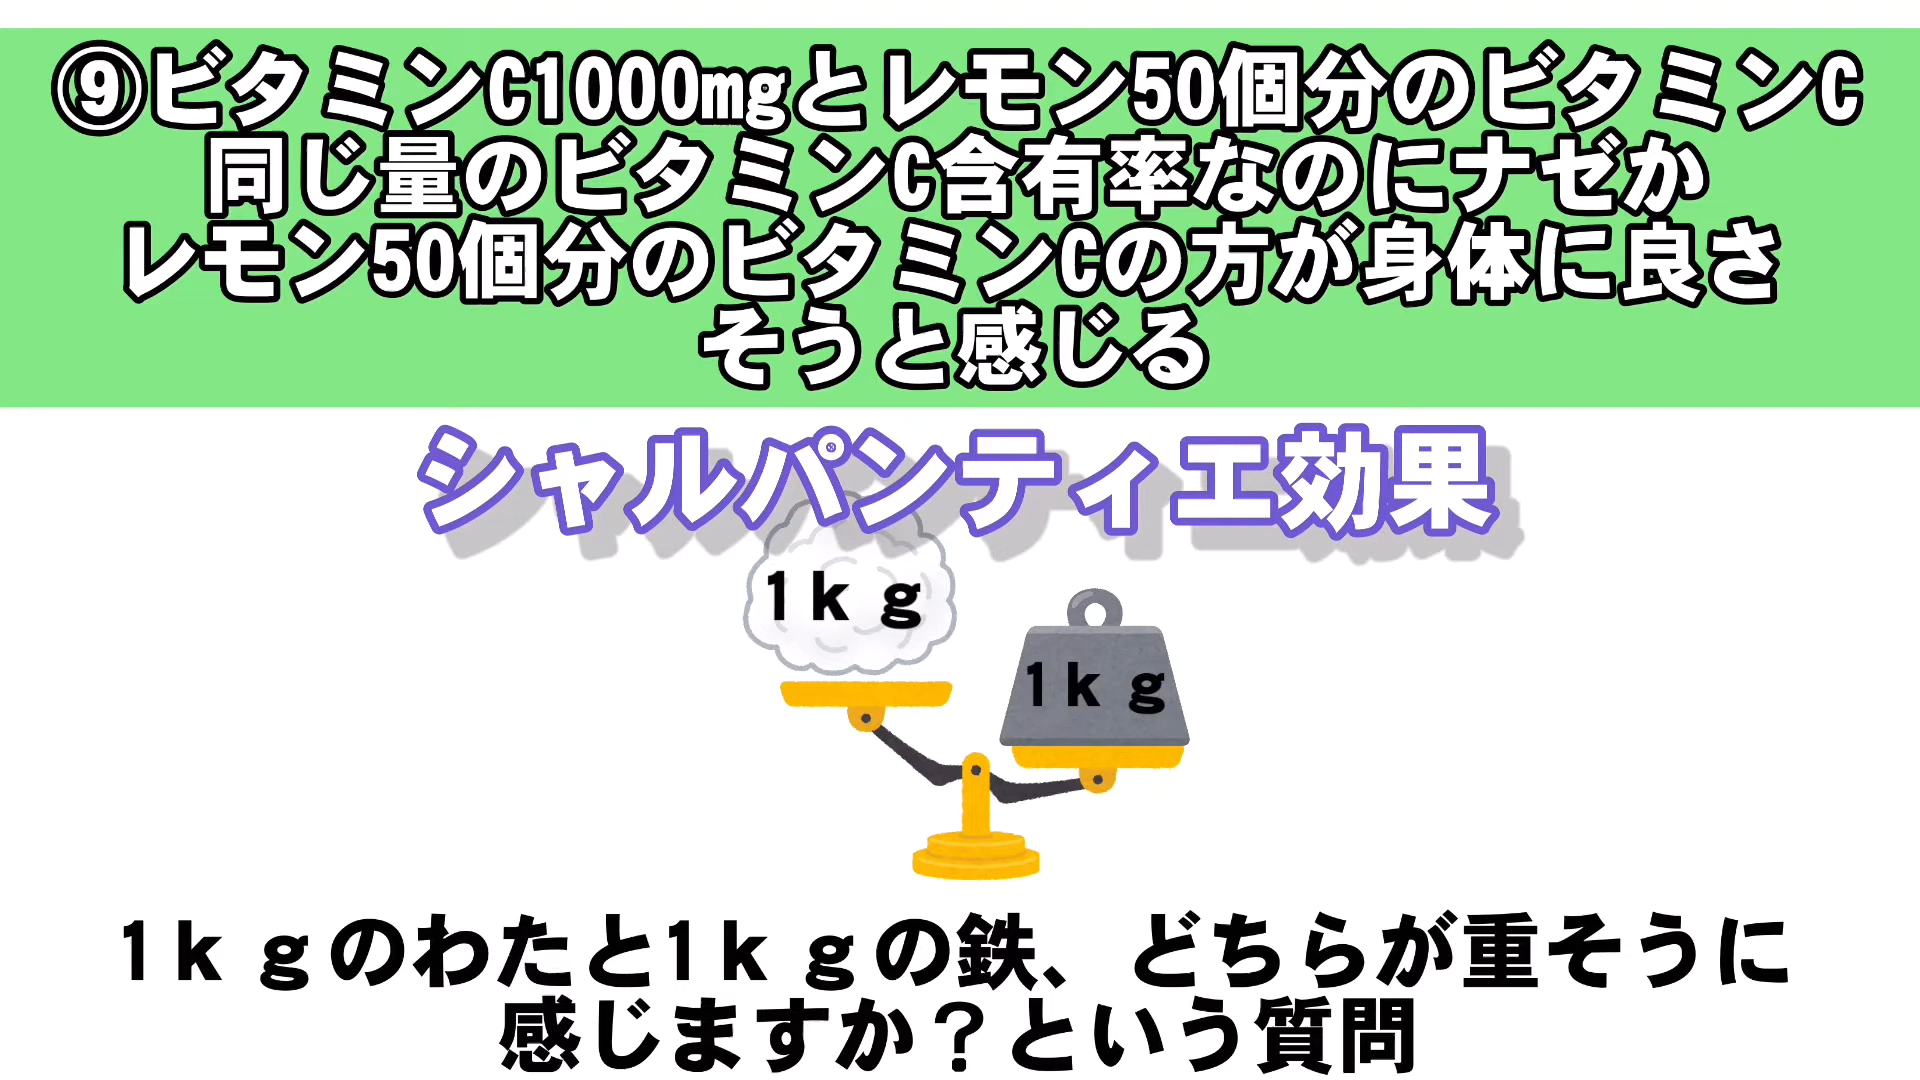 ⑨ビタミンC1000mgとレモン50個分のビタミンC
同じ量のビタミンC含有率なのにナゼか
レモン50個分のビタミンCの方が身体に良さ
そうと感じる
シャルパンティエ効果
1kg
1kg
1kgのわたと1kgの鉄、どちらが重そうに
感じますか？という質問